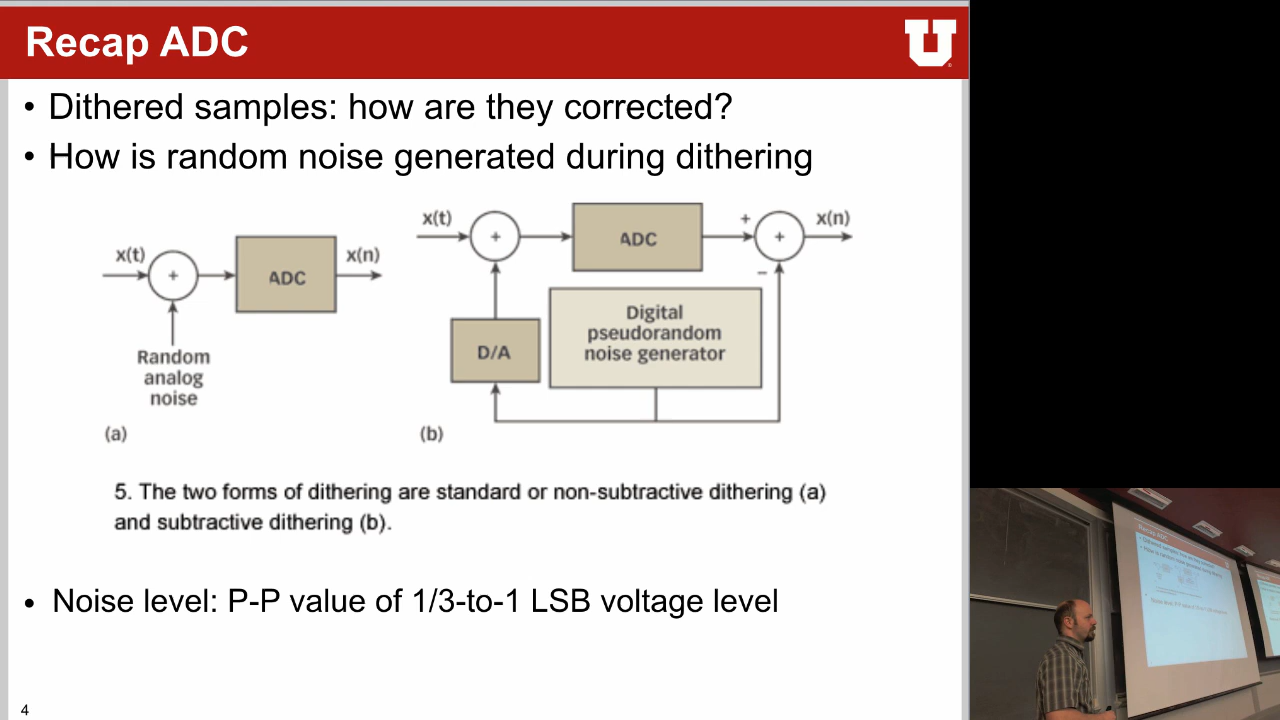 Recap ADC
U
• Dithered samples: how are they corrected?
• How is random noise generated during dithering
x(t)
+
ADC
x(n)
Random
analog
noise
(a)
x(t)
+
ADC
+
+
x(n)
−
D/A
Digital
pseudorandom
noise generator
(b)
5. The two forms of dithering are standard or non-subtractive dithering (a)
and subtractive dithering (b).
• Noise level: P-P value of 1/3-to-1 LSB voltage level
4
Recap ADC